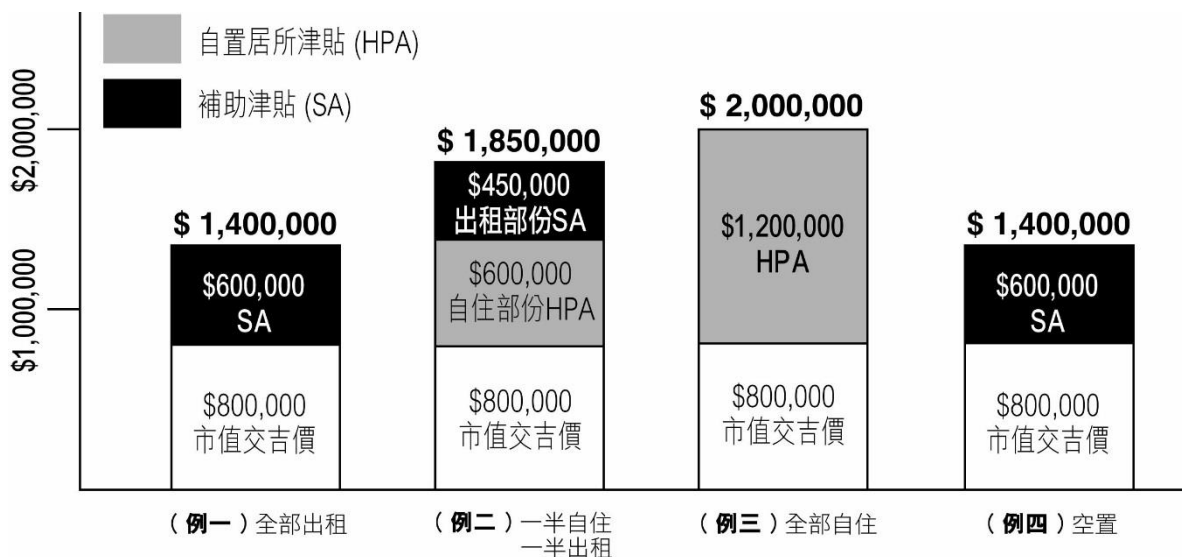 自置居所津貼 (HPA)
補助津貼 (SA)
$2,000,000
$1,000,000
$ 1,400,000
$600,000
SA
$800,000
市值交吉價
(例一) 全部出租
$ 1,850,000
$450,000
出租部份SA
$600,000
自住部份HPA
$800,000
市值交吉價
(例二) 一半自住
一半出租
$ 2,000,000
$1,200,000
HPA
$800,000
市值交吉價
(例三) 全部自住
$ 1,400,000
$600,000
SA
$800,000
市值交吉價
(例四) 空置